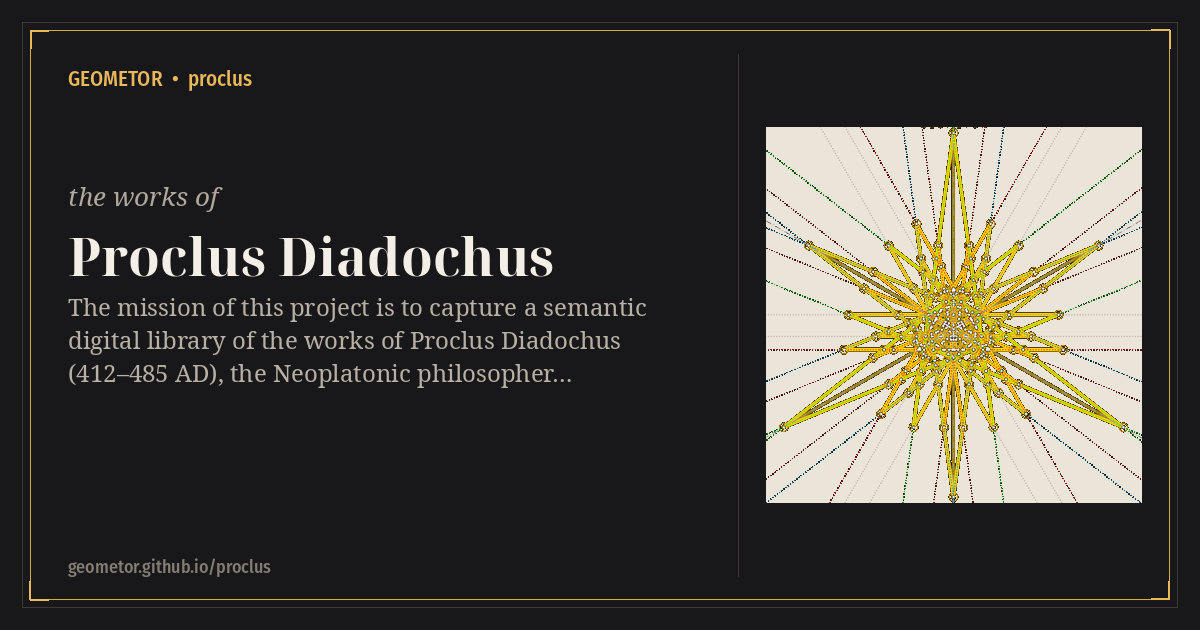 GEOMETOR • proclus
the works of
Proclus Diadochus
The mission of this project is to capture a semantic
digital library of the works of Proclus Diadochus
(412–485 AD), the Neoplatonic philosopher...
geometor.github.io/proclus